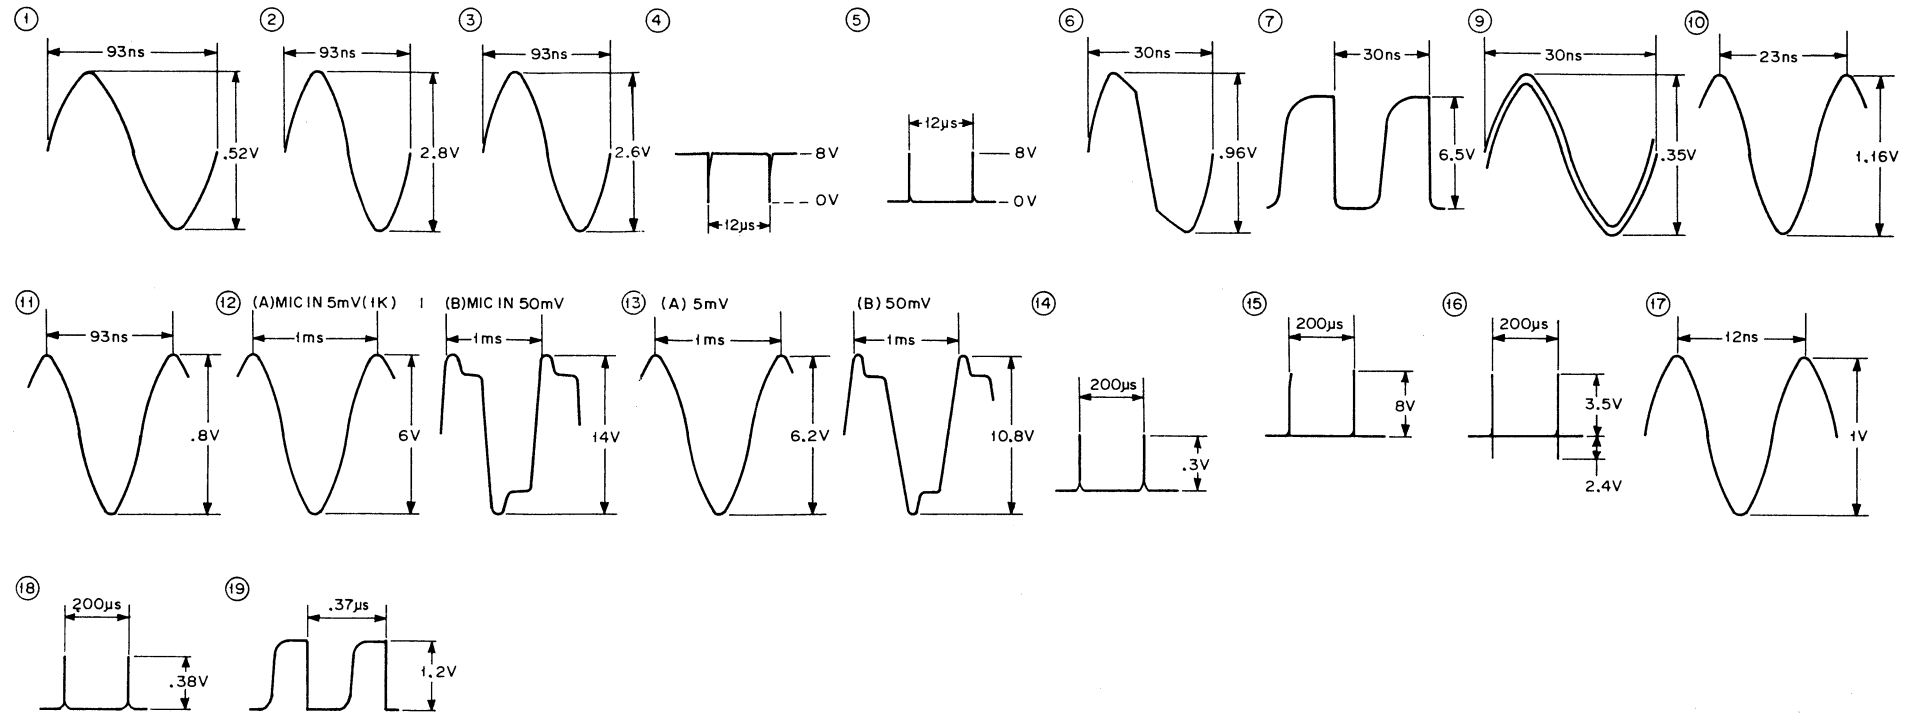 1 2 3 4 5 6 7 9 10
93ns 93ns 93ns 12µs 30ns 30ns 30ns 23ns
.52V 2.8V 2.6V 8V 8V .96V 6.5V .35V 1.16V
0V 0V
12µs
11 12 (A)MIC IN 5mV(1K) (B)MIC IN 50mV 13 (A) 5mV (B) 50mV 14 15 16 17
93ns 1ms 1ms 1ms 1ms 200µs 200µs 200µs 12ns
.8V 6V 14V 6.2V 10.8V .3V 8V 3.5V 1V
2.4V
18 19
200µs .37µs
.38V 1.2V